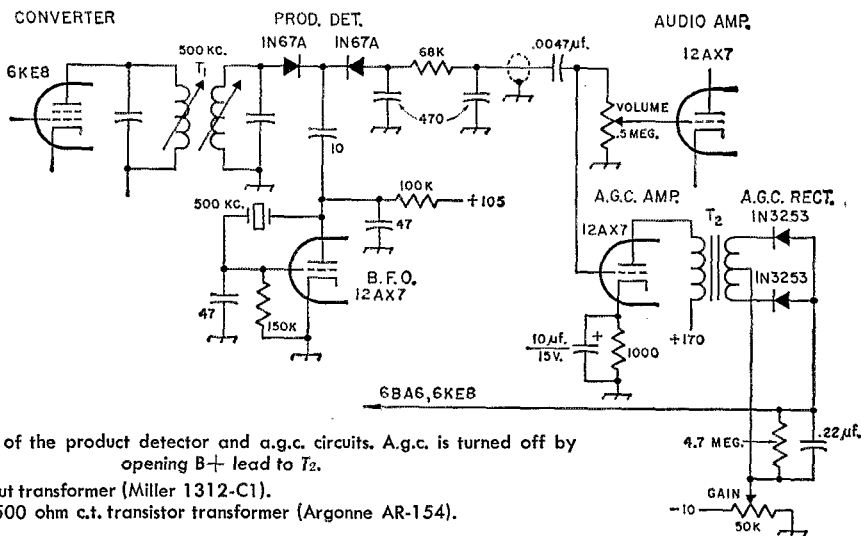 CONVERTER
PROD. DET.
AUDIO AMP.
6KE8
500 KC.
T1
1N67A
1N67A
68K
470
10
.0047µf.
12AX7
VOLUME
.5 MEG.
500 KC.
100K
+105
47
B.F.O.
12AX7
47
150K
A.G.C. AMP.
12AX7
T2
A.G.C. RECT.
1N3253
1N3253
10µf.
15V.
+
1000
+170
6BA6, 6KE8
4.7 MEG.
.22µf.
GAIN
-10
50K
of the product detector and a.g.c. circuits. A.g.c. is turned off by
opening B+ lead to T2.
ut transformer (Miller 1312-C1).
500 ohm c.t. transistor transformer (Argonne AR-154).